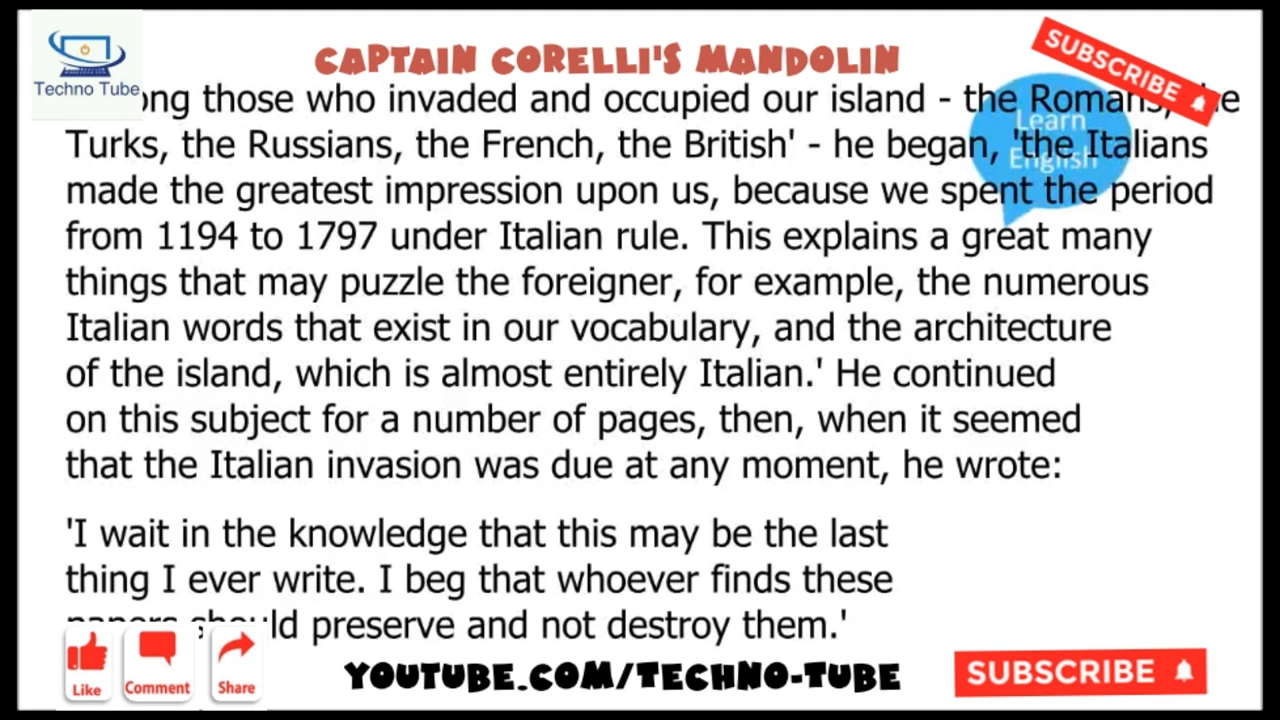 CAPTAIN CORELLI'S MANDOLIN
SUBSCRIBE
Techno Tube
ong those who invaded and occupied our island - the Romans, he
Learn
English
Turks, the Russians, the French, the British' - he began, 'the Italians
made the greatest impression upon us, because we spent the period
from 1194 to 1797 under Italian rule. This explains a great many
things that may puzzle the foreigner, for example, the numerous
Italian words that exist in our vocabulary, and the architecture
of the island, which is almost entirely Italian.' He continued
on this subject for a number of pages, then, when it seemed
that the Italian invasion was due at any moment, he wrote:
'I wait in the knowledge that this may be the last
thing I ever write. I beg that whoever finds these
papers should preserve and not destroy them.'
Like
Comment
Share
YOUTUBE.COM/TECHNO-TUBE
SUBSCRIBE